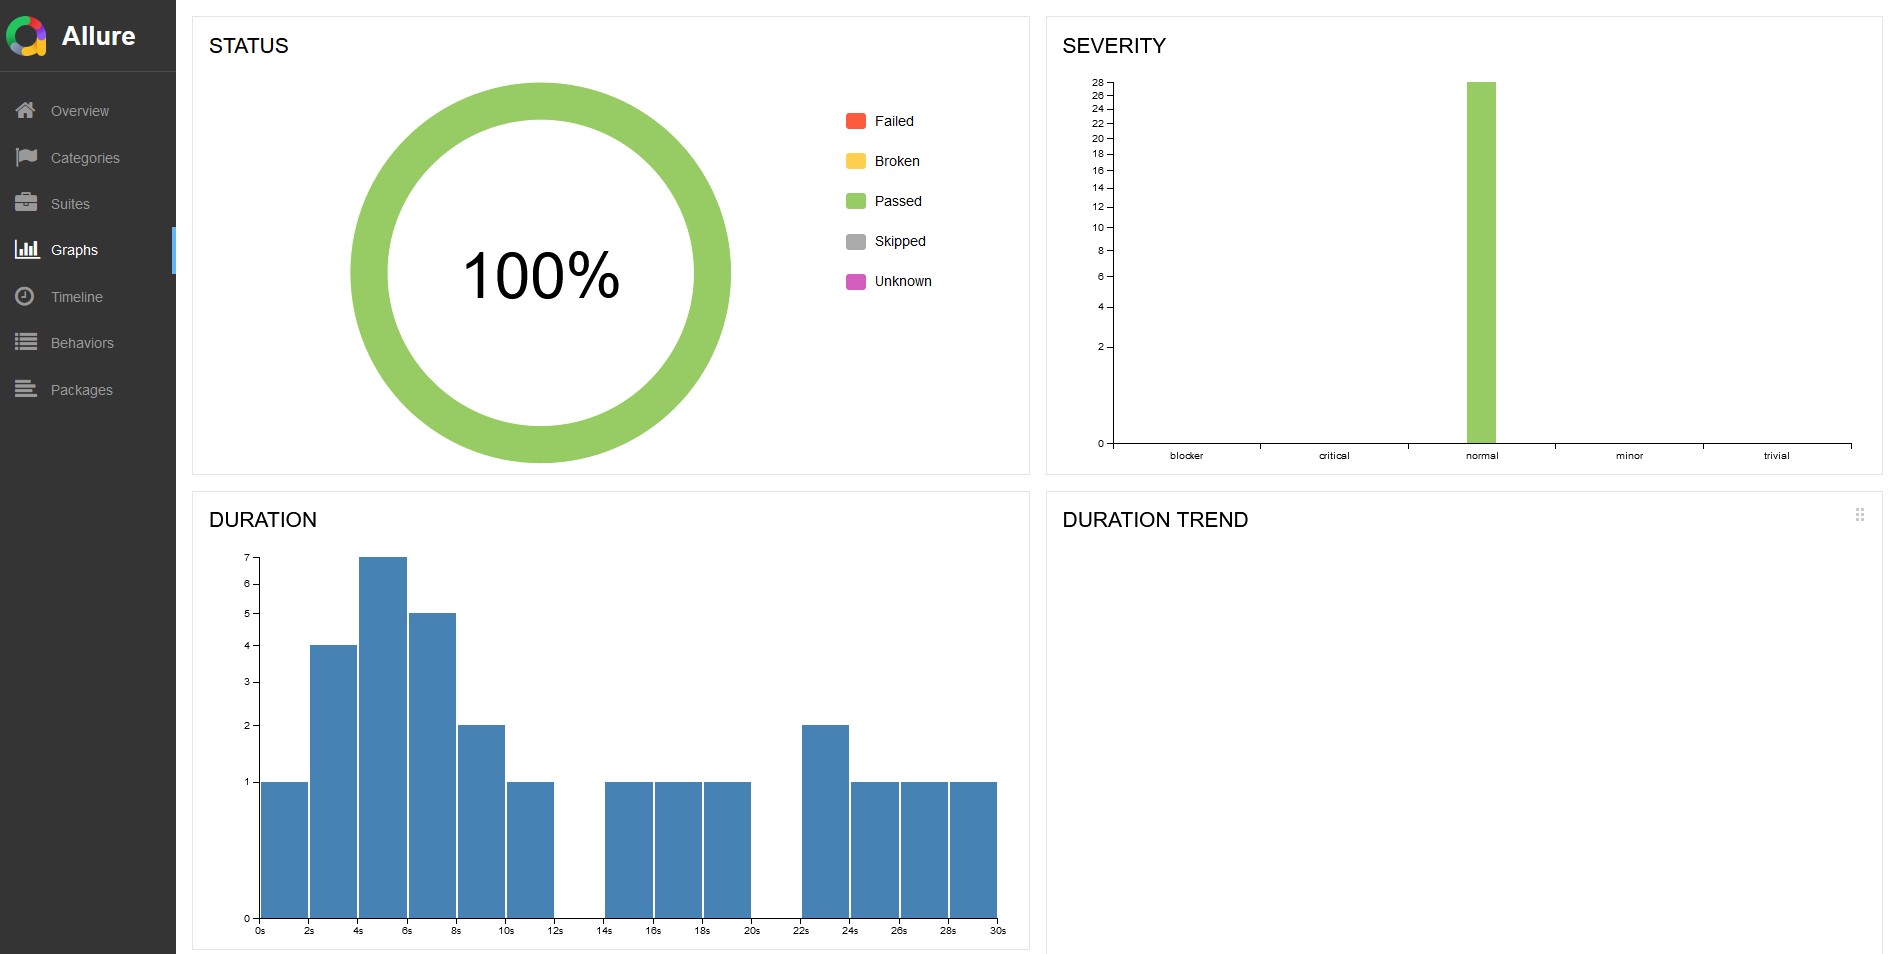 Allure
Overview
Categories
Suites
Graphs
Timeline
Behaviors
Packages
STATUS
100%
Failed
Broken
Passed
Skipped
Unknown
SEVERITY
28
26
24
22
20
18
16
14
12
10
8
6
4
2
0
blocker critical normal minor trivial
DURATION
7
6
5
4
3
2
1
0
0s 2s 4s 6s 8s 10s 12s 14s 16s 18s 20s 22s 24s 26s 28s 30s
DURATION TREND